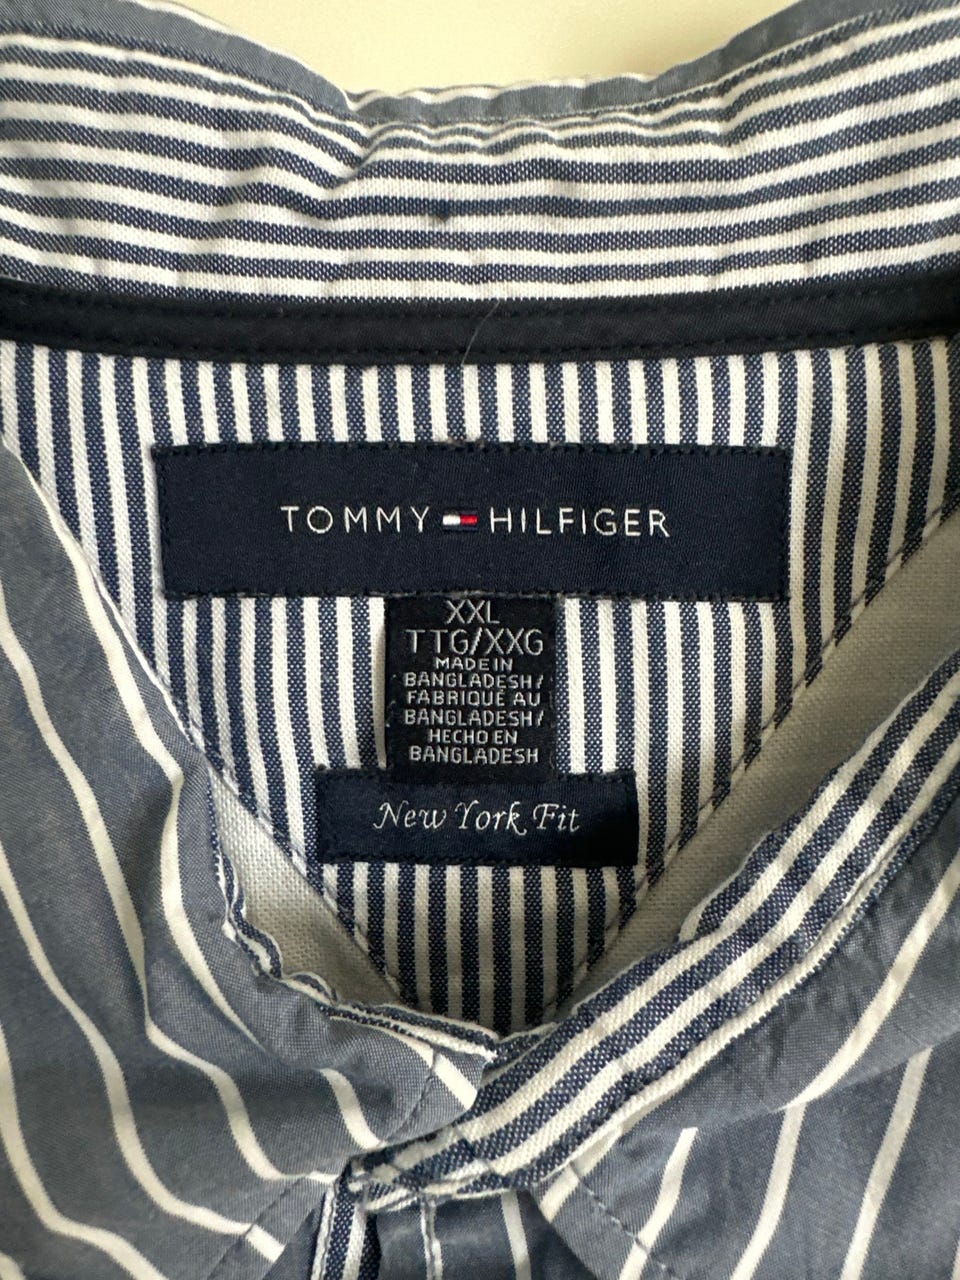 TOMMY HILFIGER
XXL
TTG/XXG
MADE IN
BANGLADESH/
FABRIQUÉ AU
BANGLADESH/
HECHO EN
BANGLADESH
New York Fit